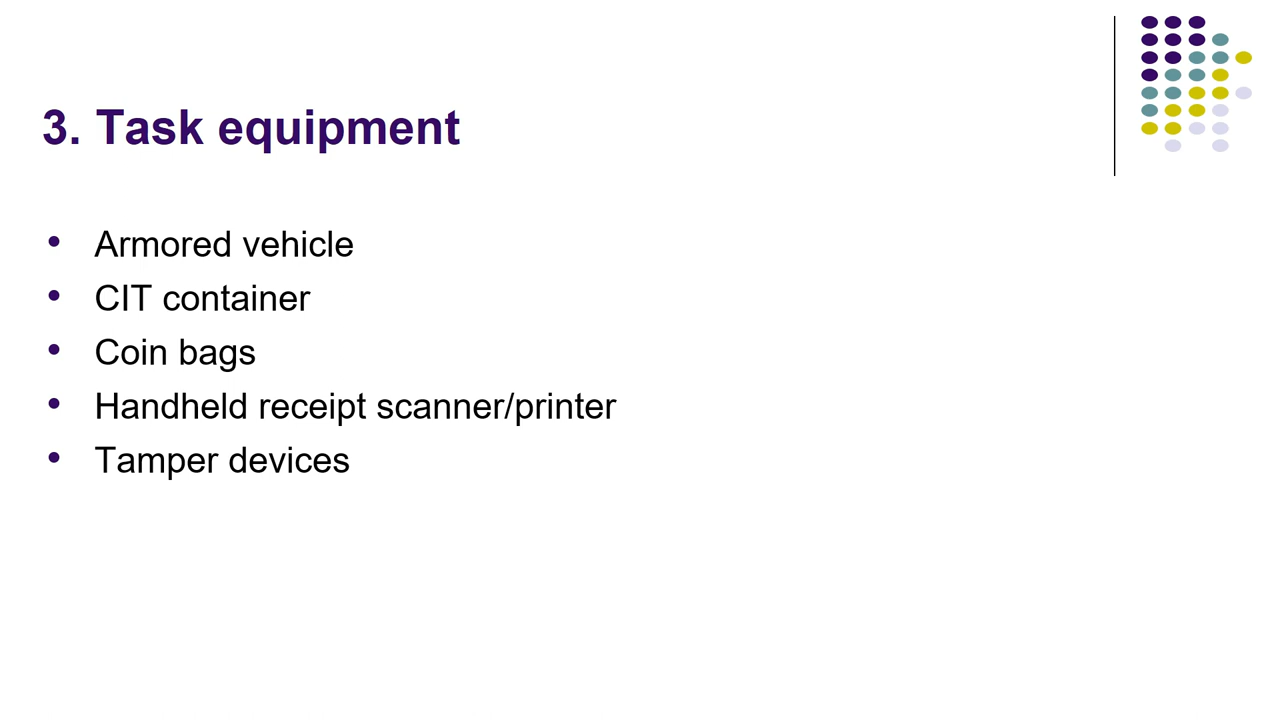 3. Task equipment
• Armored vehicle
• CIT container
• Coin bags
• Handheld receipt scanner/printer
• Tamper devices